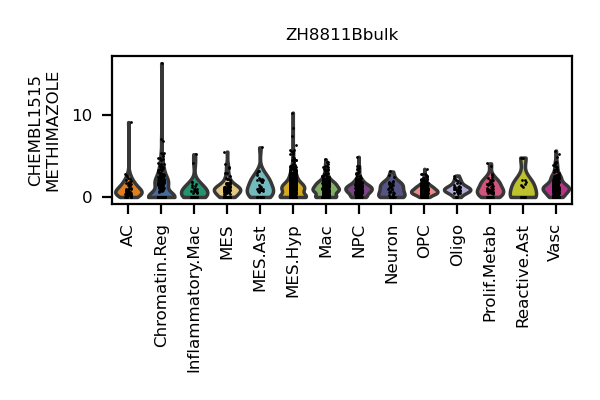 ZH8811Bbulk
CHEMBL1515
METHIMAZOLE
10
0
AC
Chromatin.Reg
Inflammatory.Mac
MES
MES.Ast
MES.Hyp
Mac
NPC
Neuron
OPC
Oligo
Prolif.Metab
Reactive.Ast
Vasc